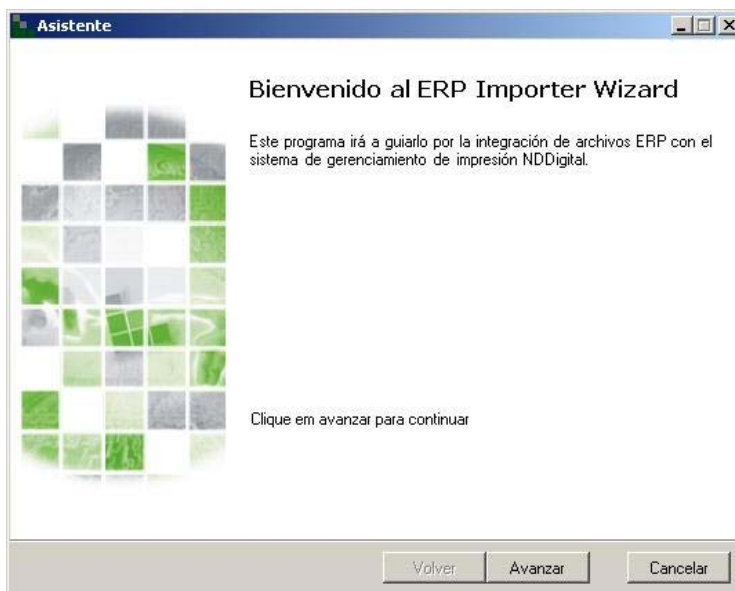 Asistente
Bienvenido al ERP Importer Wizard
Este programa irá a guiarlo por la integración de archivos ERP con el
sistema de gerenciamiento de impresión NDDigital.
Clique em avanzar para continuar
Volver
Avanzar
Cancelar